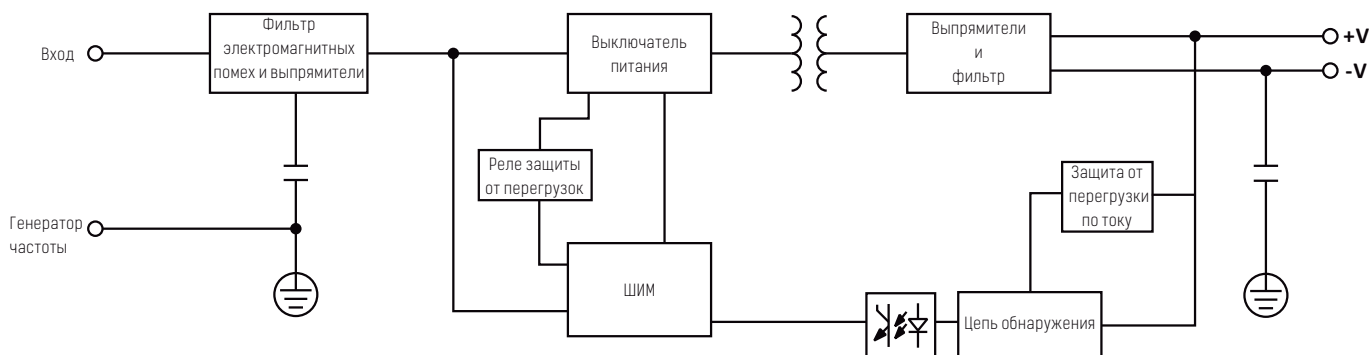 Вход
Фильтр
электромагнитных
помех и выпрямители
Выключатель
питания
Выпрямители
и
фильтр
+V
-V
Реле защиты
от перегрузок
Защита от
перегрузки
по току
Генератор
частоты
ШИМ
Цепь обнаружения